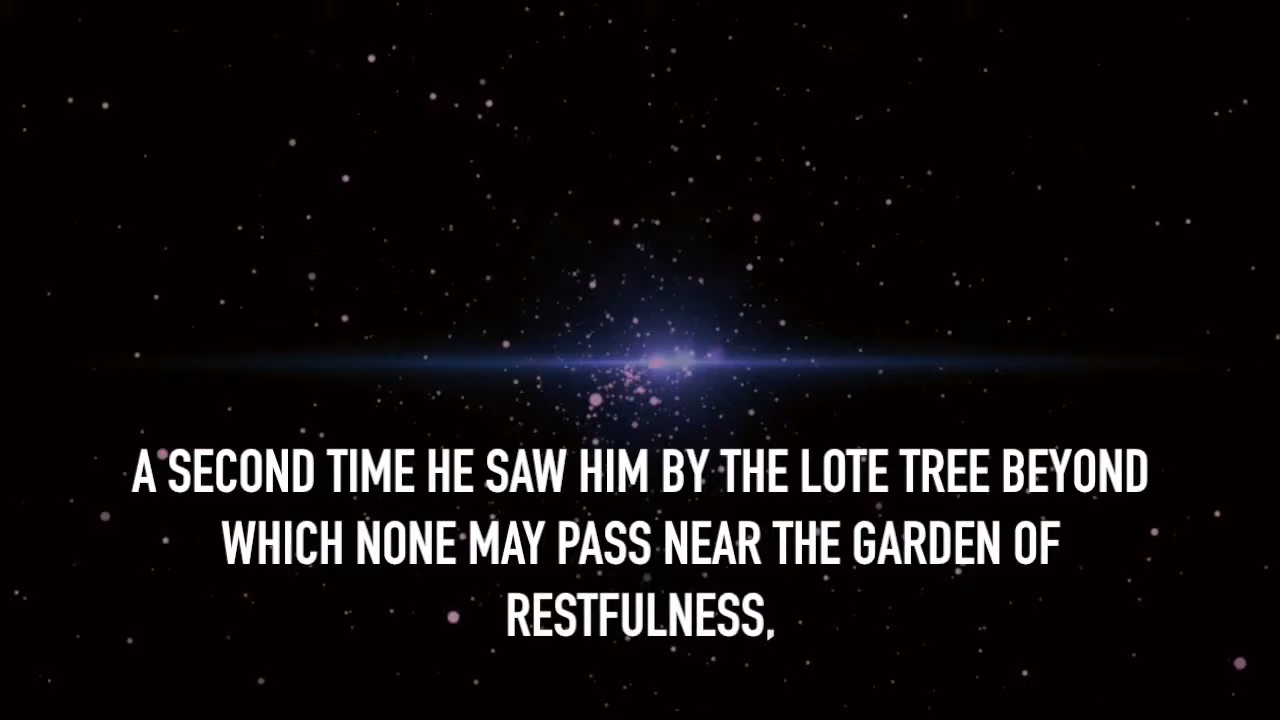 A SECOND TIME HE SAW HIM BY THE LOTE TREE BEYOND
WHICH NONE MAY PASS NEAR THE GARDEN OF
RESTFULNESS,